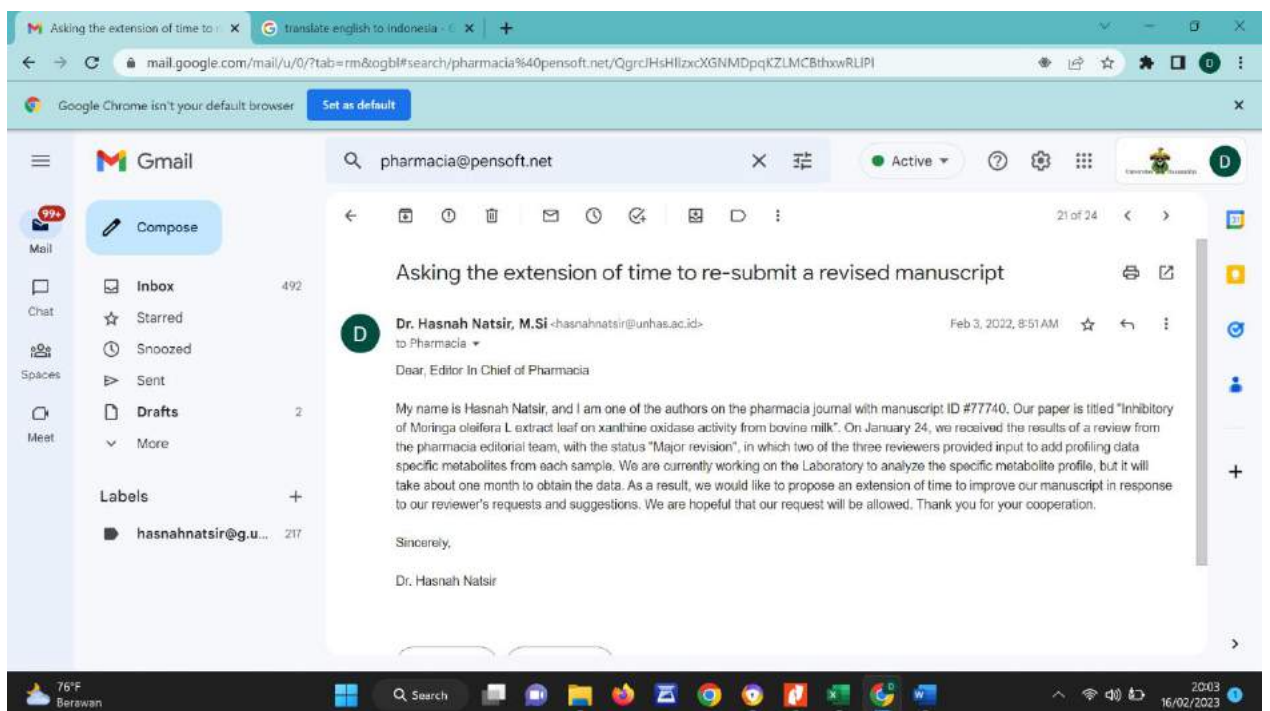 Asking the extension of time to r
translate english to indonesia - G
mail.google.com/mail/u/0/?tab=rm&ogbl#search/pharmacia%40pensoft.net/QgrcJHsHIlzxcXGNMDpqKZLMCBthxwRLlPl
D
Google Chrome isn't your default browser
Set as default
Gmail
pharmacia@pensoft.net
Active
D
99+
Mail
Compose
21 of 24
31
Asking the extension of time to re-submit a revised manuscript
Inbox 492
Chat
Starred
D
Dr. Hasnah Natsir, M.Si <hasnahnatsir@unhas.ac.id>
Feb 3, 2022, 8:51 AM
to Pharmacia
Snoozed
Spaces
Dear, Editor In Chief of Pharmacia
Sent
Drafts 2
Meet
More
My name is Hasnah Natsir, and I am one of the authors on the pharmacia journal with manuscript ID #77740. Our paper is titled "Inhibitory
of Moringa oleifera L extract leaf on xanthine oxidase activity from bovine milk". On January 24, we received the results of a review from
the pharmacia editorial team, with the status "Major revision", in which two of the three reviewers provided input to add profiling data
specific metabolites from each sample. We are currently working on the Laboratory to analyze the specific metabolite profile, but it will
take about one month to obtain the data. As a result, we would like to propose an extension of time to improve our manuscript in response
to our reviewer's requests and suggestions. We are hopeful that our request will be allowed. Thank you for your cooperation.
Labels
hasnahnatsir@g.u... 217
Sincerely,
Dr. Hasnah Natsir
76°F
Berawan
Search
20:03
16/02/2023